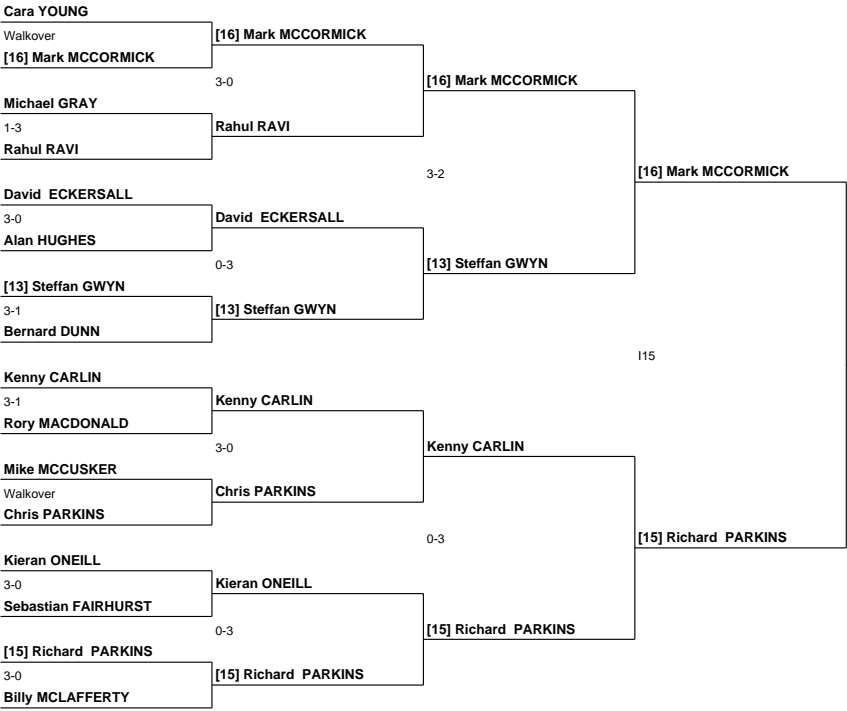 Cara YOUNG
Walkover
[16] Mark MCCORMICK
Michael GRAY
1-3
Rahul RAVI
David  ECKERSALL
3-0
Alan HUGHES
[13] Steffan GWYN
3-1
Bernard DUNN
Kenny CARLIN
3-1
Rory MACDONALD
Mike MCCUSKER
Walkover
Chris PARKINS
Kieran ONEILL
3-0
Sebastian FAIRHURST
[15] Richard  PARKINS
3-0
Billy MCLAFFERTY
[16] Mark MCCORMICK
3-0
Rahul RAVI
David  ECKERSALL
0-3
[13] Steffan GWYN
Kenny CARLIN
3-0
Chris PARKINS
Kieran ONEILL
0-3
[15] Richard  PARKINS
[16] Mark MCCORMICK
3-2
[13] Steffan GWYN
Kenny CARLIN
0-3
[15] Richard  PARKINS
[16] Mark MCCORMICK
I15
[15] Richard  PARKINS